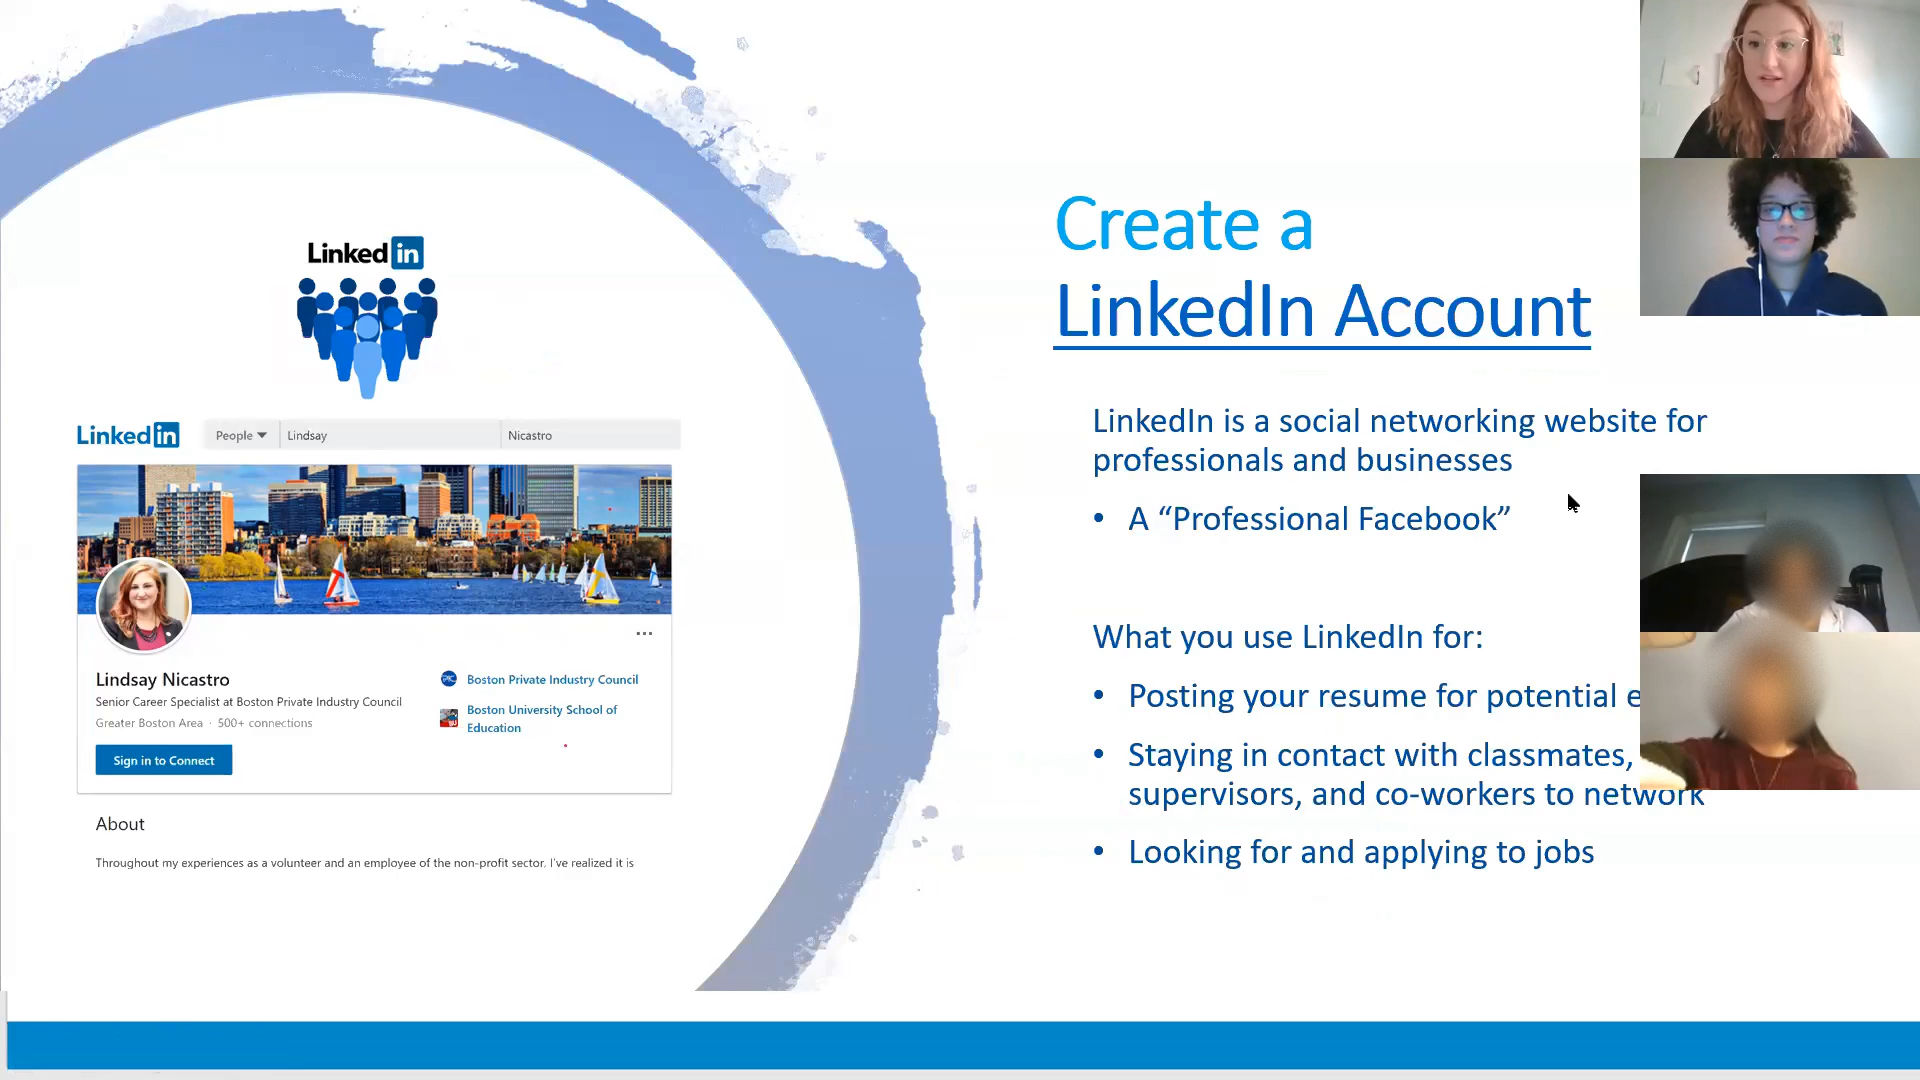 Linked in
Linked in
People
Lindsay
Nicastro
Lindsay Nicastro
Senior Career Specialist at Boston Private Industry Council
Greater Boston Area · 500+ connections
Sign in to Connect
Boston Private Industry Council
Boston University School of
Education
About
Throughout my experiences as a volunteer and an employee of the non-profit sector, I've realized it is
Create a
LinkedIn Account
LinkedIn is a social networking website for
professionals and businesses
• A “Professional Facebook”
What you use LinkedIn for:
• Posting your resume for potential
• Staying in contact with classmates,
supervisors, and co-workers to network
• Looking for and applying to jobs